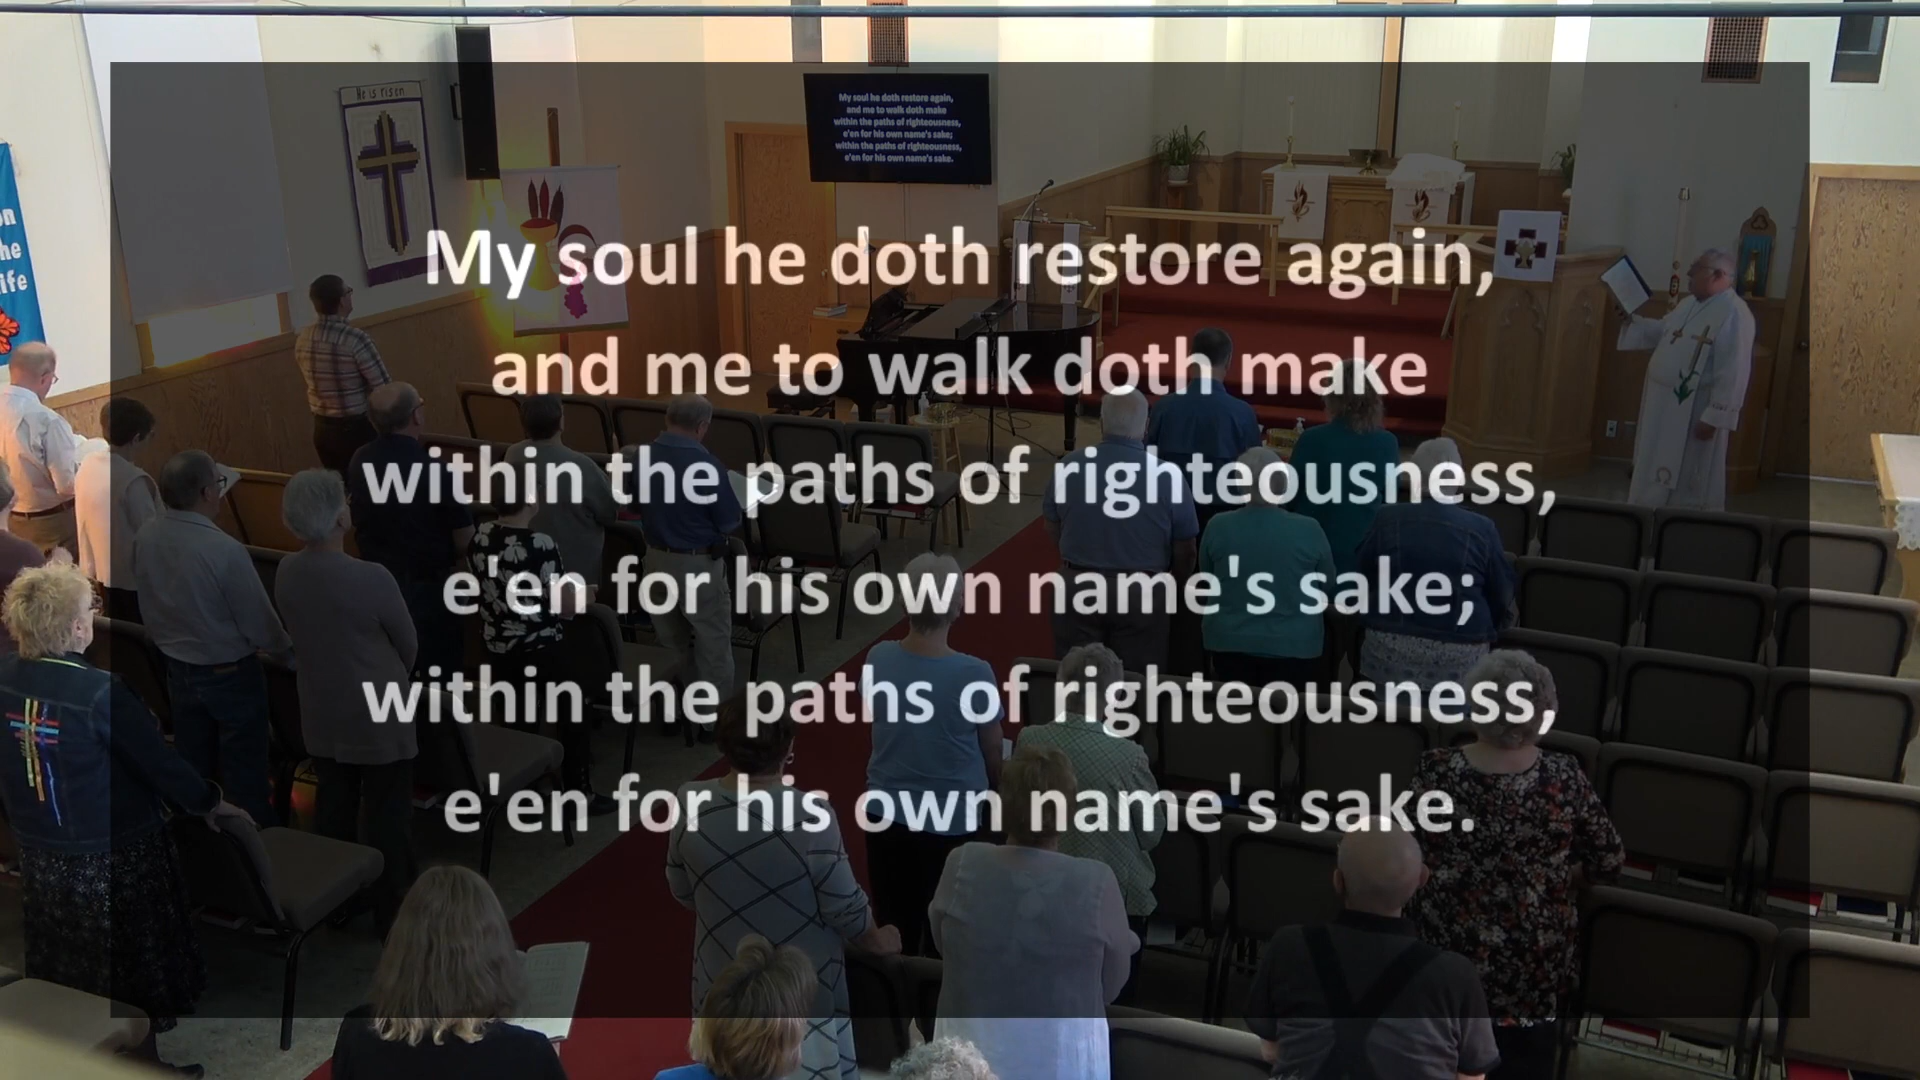 He is risen
My soul he doth restore again,
and me to walk doth make
within the paths of righteousness,
e'en for his own name's sake;
within the paths of righteousness,
e'en for his own name's sake.
on
he
ife
My soul he doth restore again,
and me to walk doth make
within the paths of righteousness,
e'en for his own name's sake;
within the paths of righteousness,
e'en for his own name's sake.